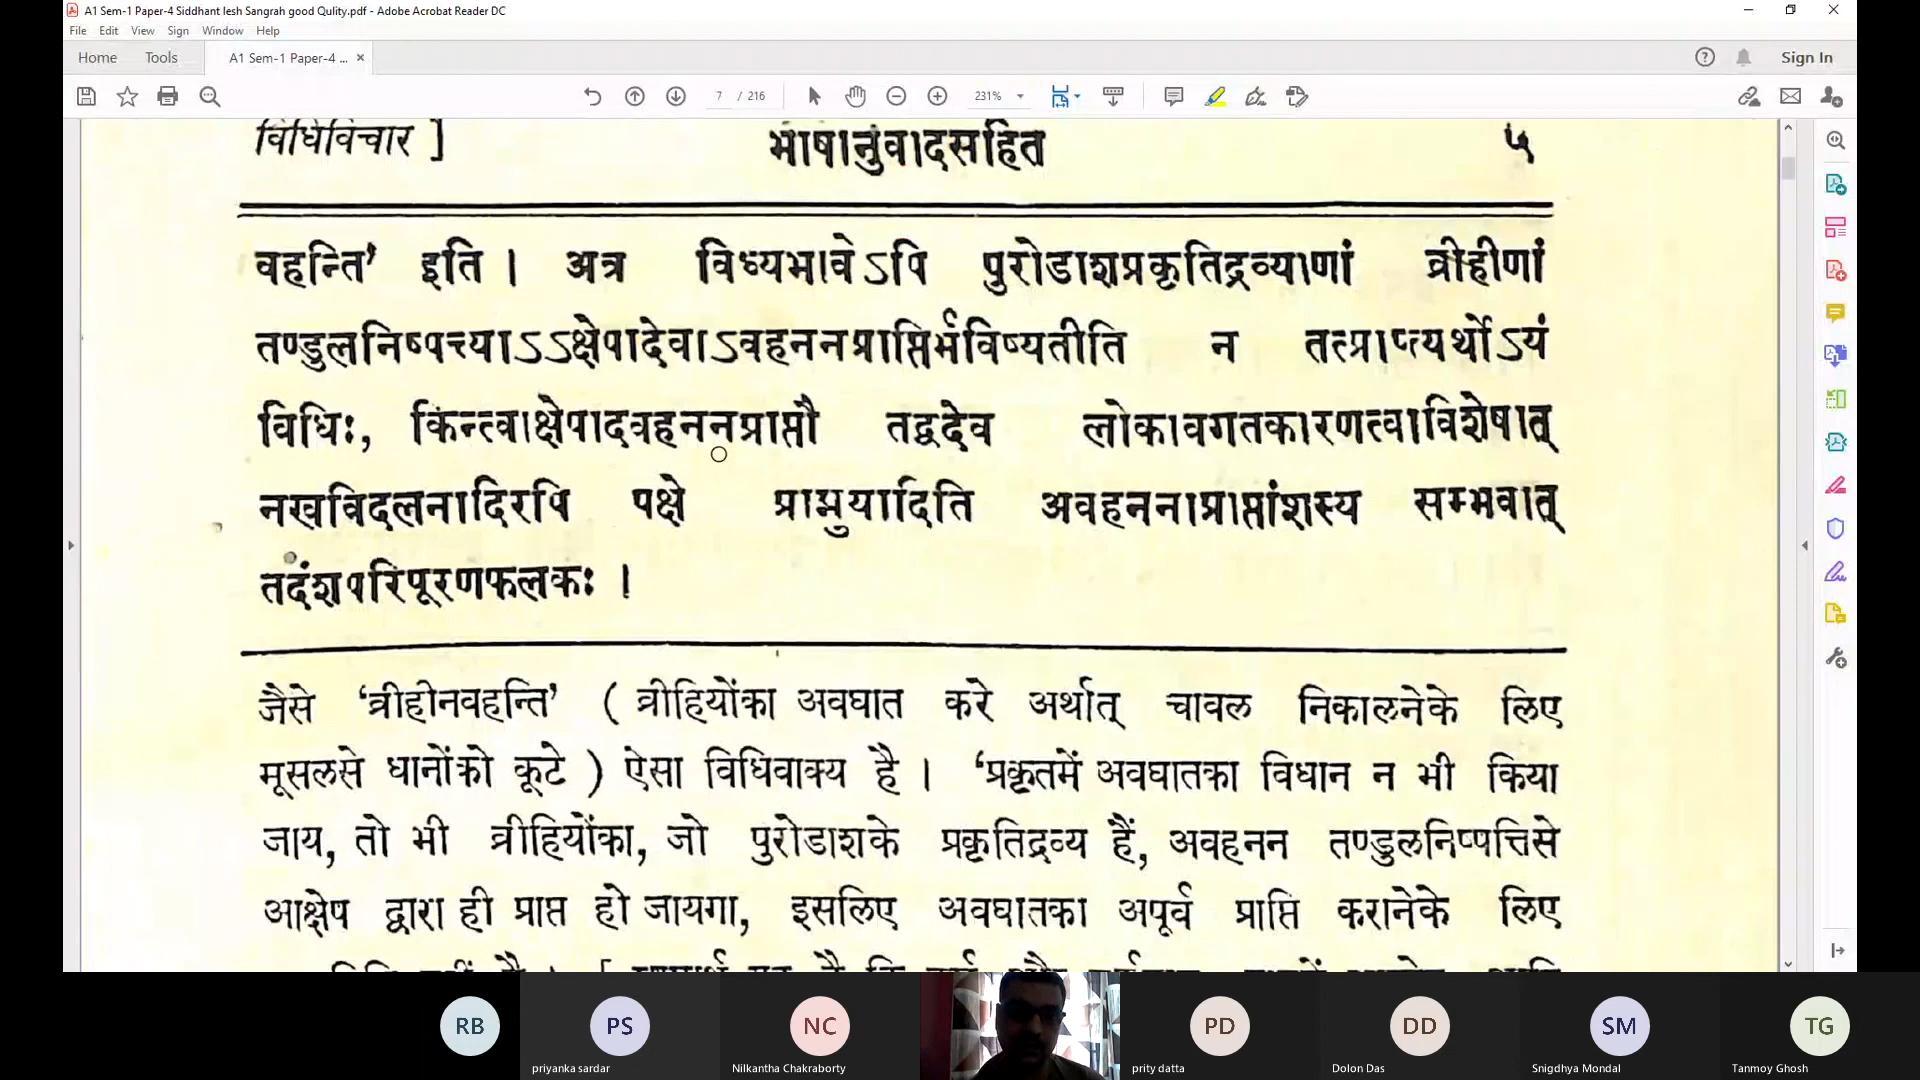 A1 Sem-1 Paper-4 Siddhant lesh Sangrah good Qulity.pdf - Adobe Acrobat Reader DC
File Edit View Sign Window Help
Home Tools A1 Sem-1 Paper-4 ... × Sign In
7 / 216 231%
विधिविचार ] भाषानुवादसहित ५
वहन्ति’ इति । अत्र विध्यभावेऽपि पुरोडाशप्रकृतिद्रव्याणां व्रीहीणां
तण्डुलनिष्पत्त्याऽऽक्षेपादेवाऽवहननप्राप्तिर्भविष्यतीति न तत्प्राप्त्यर्थोऽयं
विधिः, किन्त्वाक्षेपादवहननप्राप्तौ तद्वदेव लोकावगतकारणत्वाविशेषात्
नखविदलनादिरपि पक्षे प्राप्नुयादिति अवहननाप्राप्तांशस्य सम्भवात्
तदंशपरिपूरणफलकः ।
जैसे ‘व्रीहीनवहन्ति’ ( व्रीहियोंका अवघात करे अर्थात् चावल निकालनेके लिए
मूसलसे धानोंको कूटे ) ऐसा विधिवाक्य है । ‘प्रकृतमें अवघातका विधान न भी किया
जाय, तो भी व्रीहियोंका, जो पुरोडाशके प्रकृतिद्रव्य हैं, अवहनन तण्डुलनिष्पत्तिसे
आक्षेप द्वारा ही प्राप्त हो जायगा, इसलिए अवघातका अपूर्व प्राप्ति करानेके लिए
RB PS NC PD DD SM TG
priyanka sardar Nilkantha Chakraborty prity datta Dolon Das Snigdhya Mondal Tanmoy Ghosh